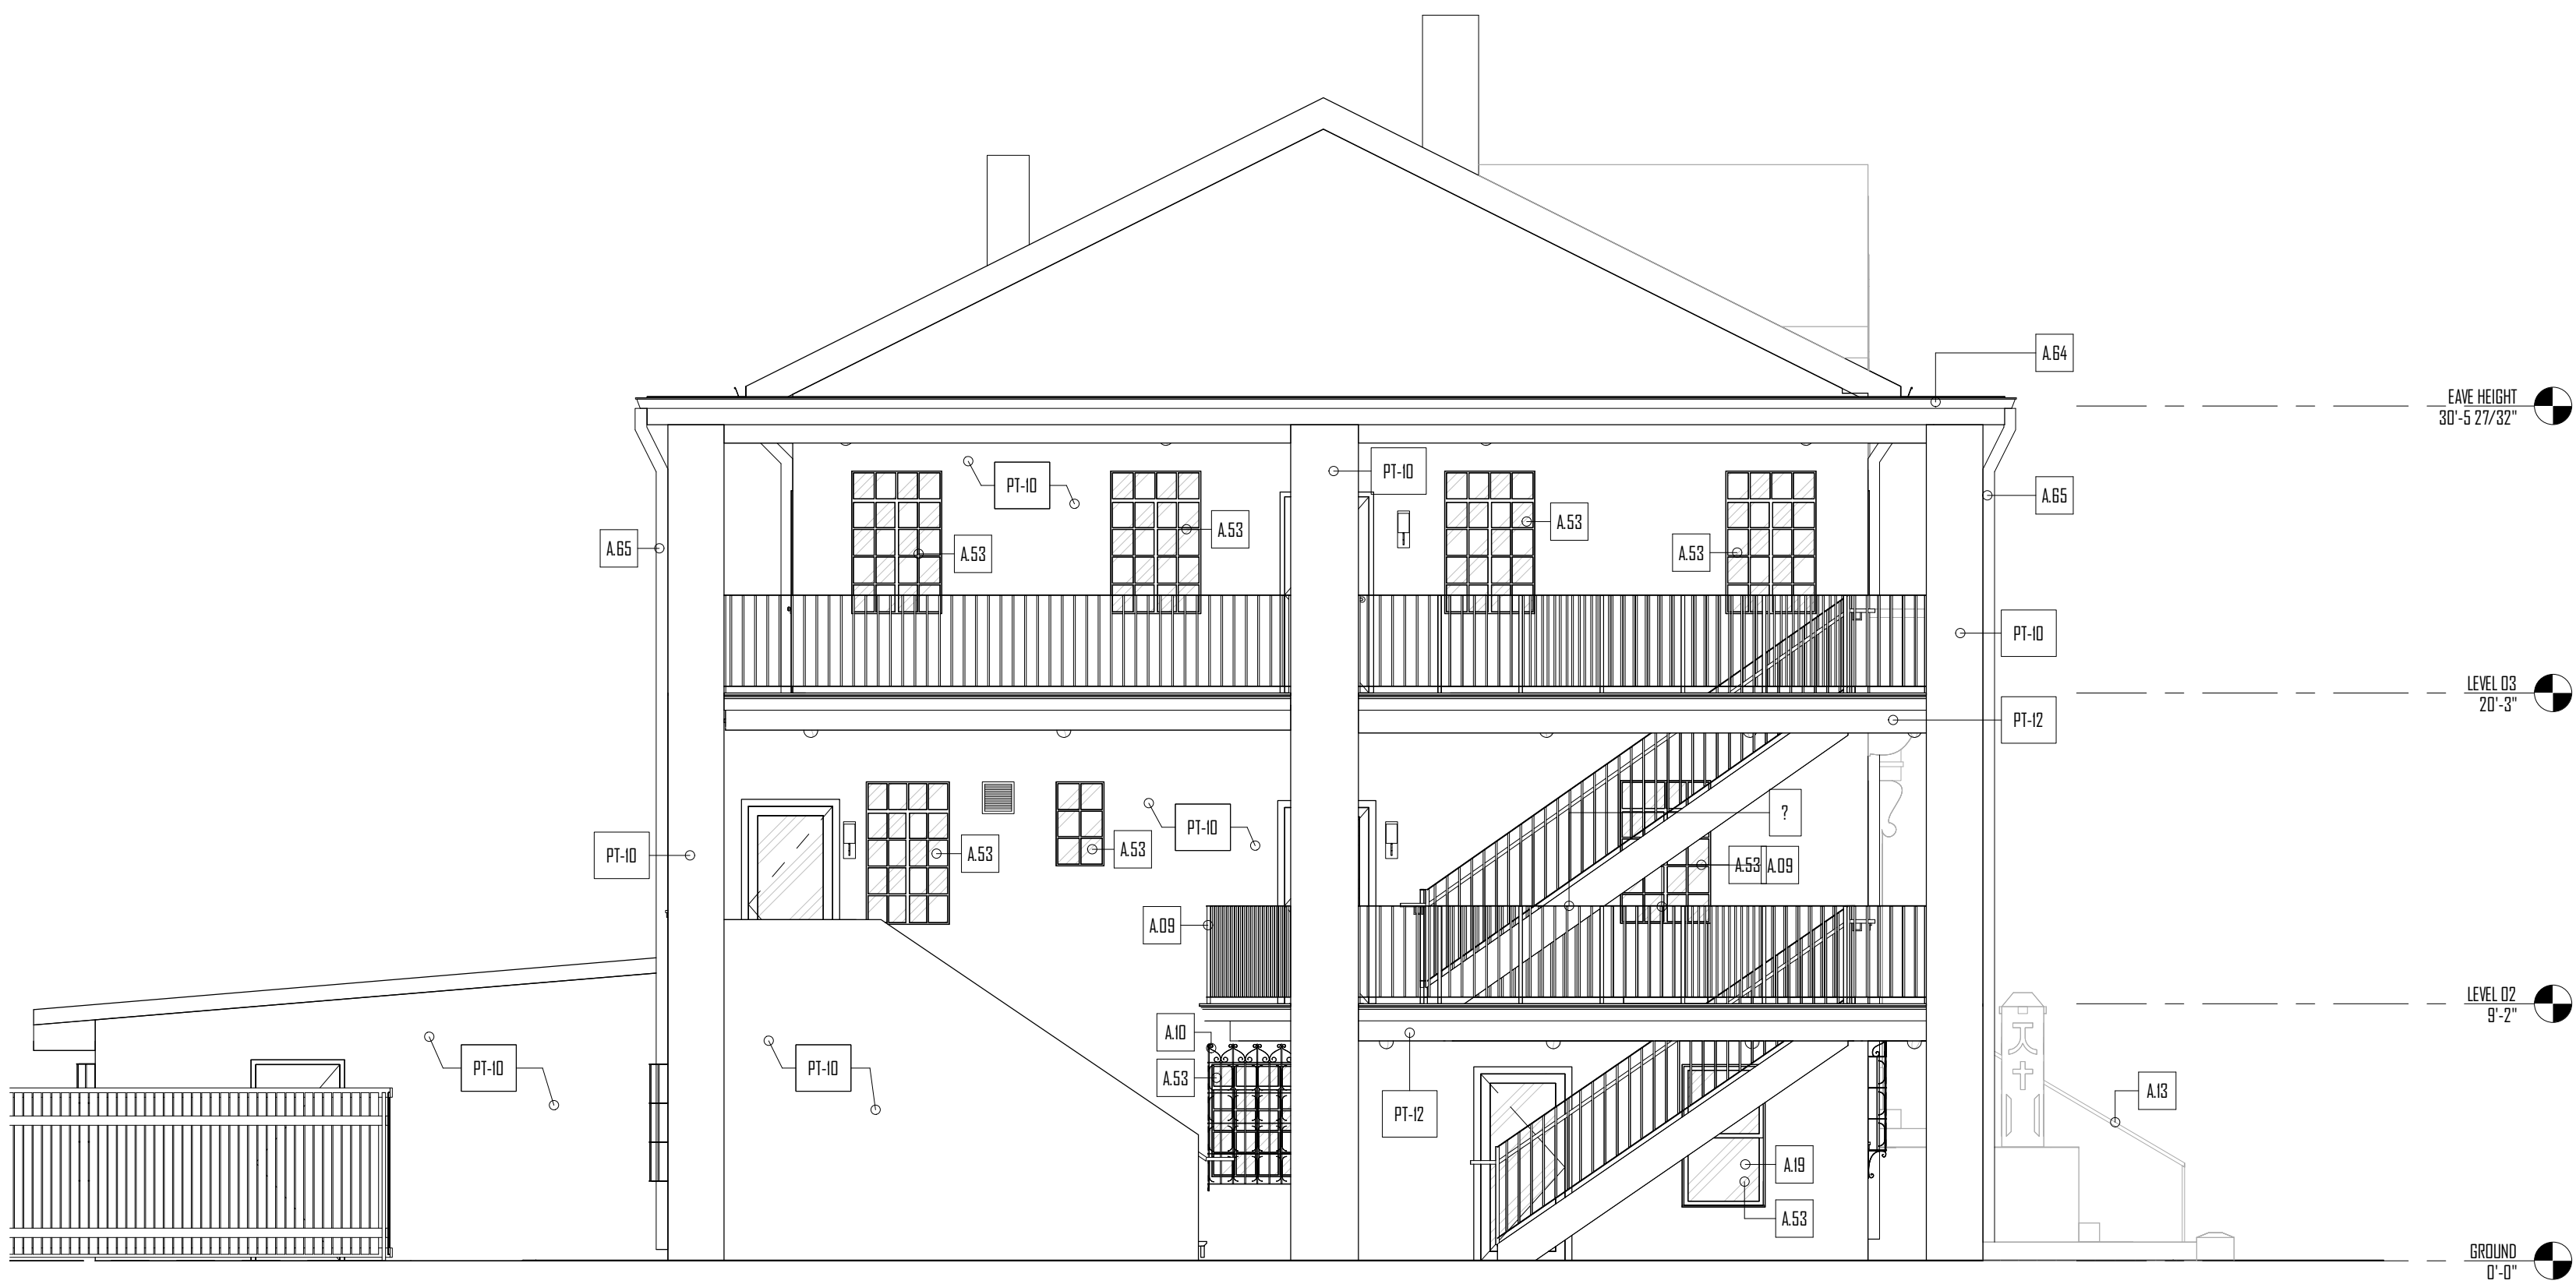 A.64
EAVE HEIGHT
30'-5 27/32"
PT-10
PT-10
A.65
A.53
A.53
A.53
A.53
A.65
PT-10
LEVEL 03
20'-3"
PT-12
?
PT-10
PT-10
A.53
A.53
A.53
A.09
A.09
LEVEL 02
9'-2"
A.10
PT-10
PT-10
A.53
PT-12
A.13
A.19
A.53
GROUND
0'-0"